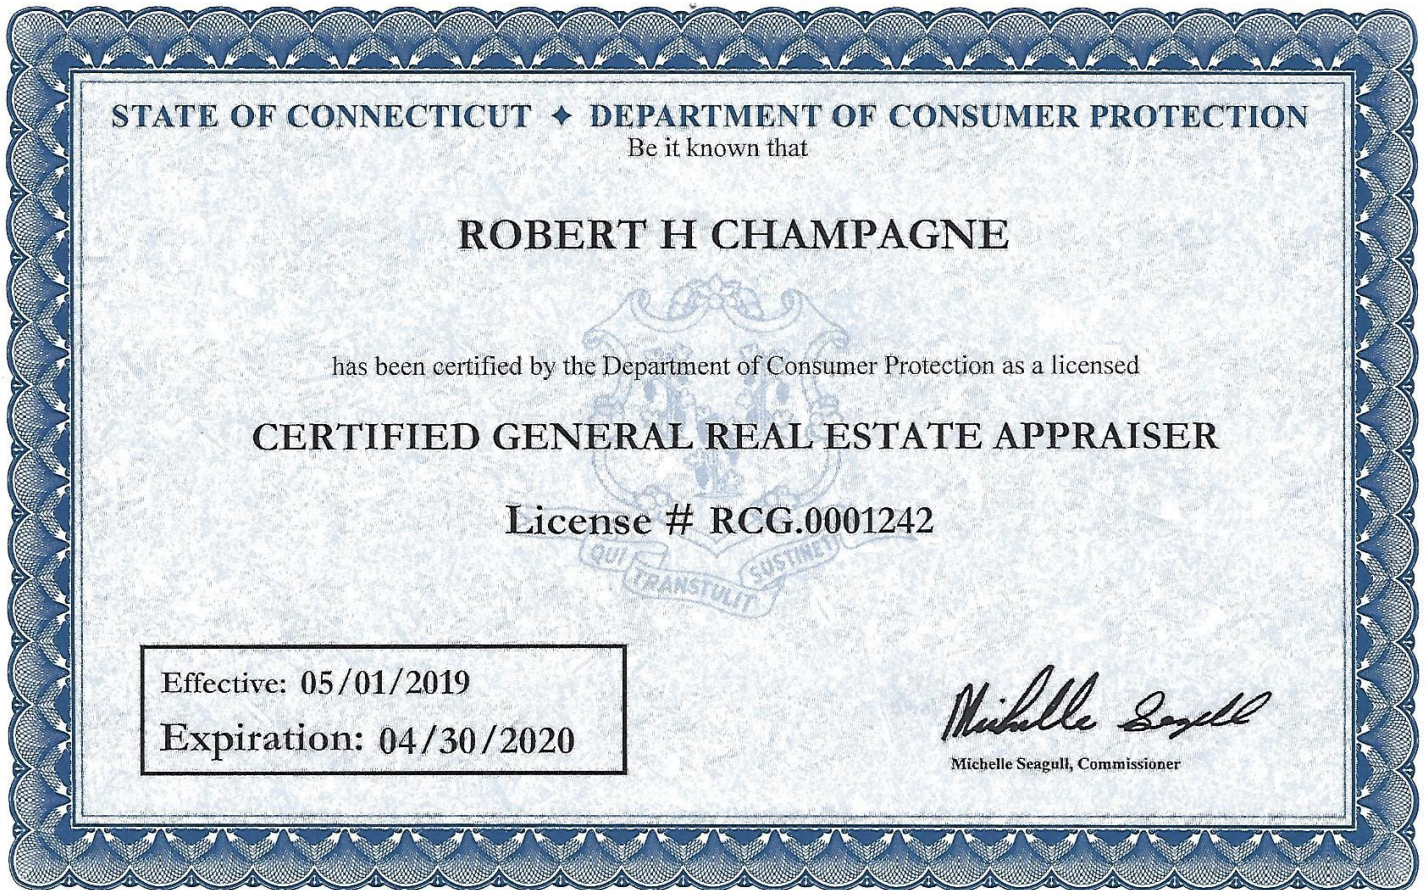 STATE OF CONNECTICUT ✦ DEPARTMENT OF CONSUMER PROTECTION
Be it known that
ROBERT H CHAMPAGNE
has been certified by the Department of Consumer Protection as a licensed
CERTIFIED GENERAL REAL ESTATE APPRAISER
License # RCG.0001242
QUI TRANSTULIT SUSTINET
Effective: 05/01/2019
Expiration: 04/30/2020
Michelle Seagull
Michelle Seagull, Commissioner